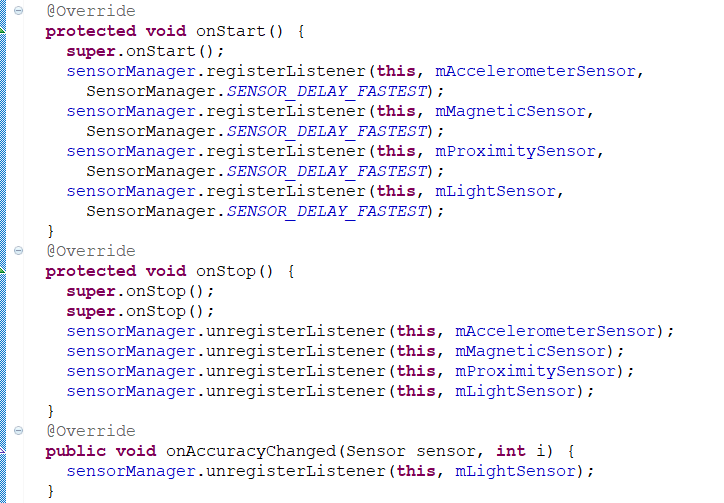 @Override
protected void onStart() {
  super.onStart();
  sensorManager.registerListener(this, mAccelerometerSensor,
    SensorManager.SENSOR_DELAY_FASTEST);
  sensorManager.registerListener(this, mMagneticSensor,
    SensorManager.SENSOR_DELAY_FASTEST);
  sensorManager.registerListener(this, mProximitySensor,
    SensorManager.SENSOR_DELAY_FASTEST);
  sensorManager.registerListener(this, mLightSensor,
    SensorManager.SENSOR_DELAY_FASTEST);
}
@Override
protected void onStop() {
  super.onStop();
  super.onStop();
  sensorManager.unregisterListener(this, mAccelerometerSensor);
  sensorManager.unregisterListener(this, mMagneticSensor);
  sensorManager.unregisterListener(this, mProximitySensor);
  sensorManager.unregisterListener(this, mLightSensor);
}
@Override
public void onAccuracyChanged(Sensor sensor, int i) {
  sensorManager.unregisterListener(this, mLightSensor);
}